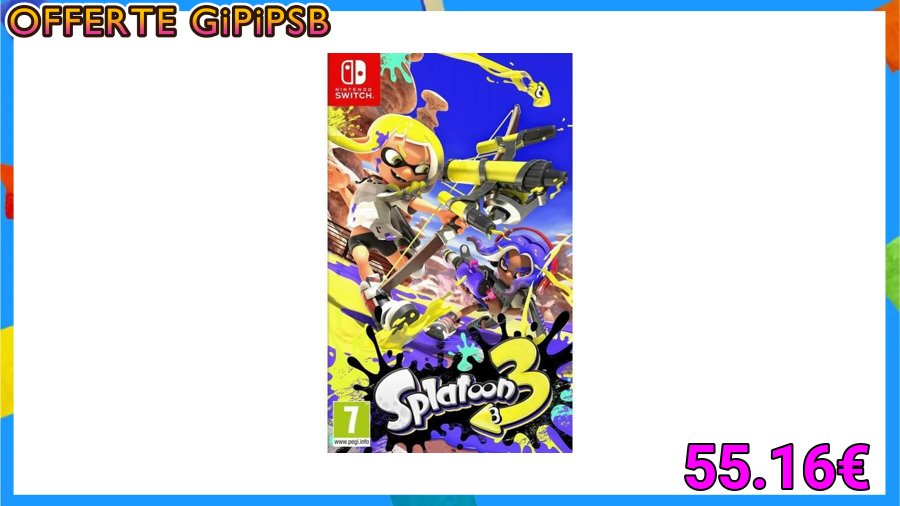 OFFERTE GiPiPSB
NINTENDO
SWITCH
Splatoon 3
7
www.pegi.info
55.16€